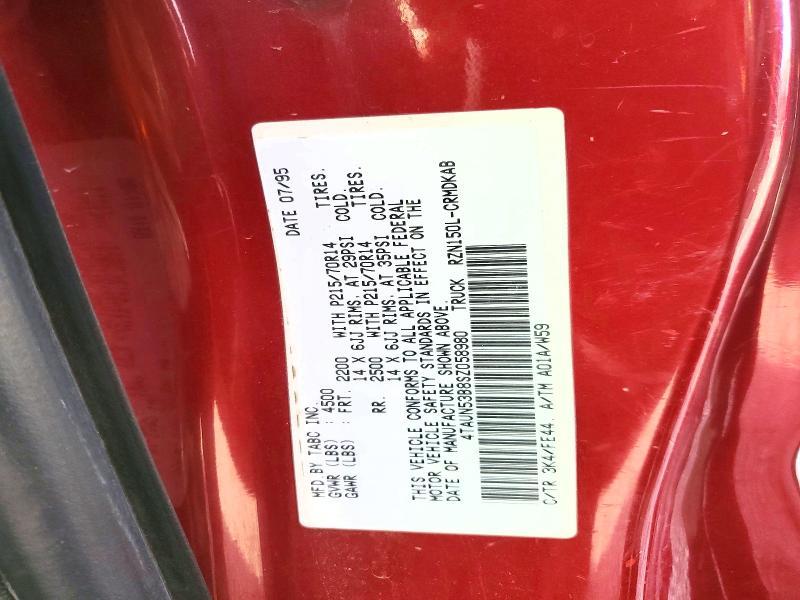 MFD BY TABC INC. DATE 07/95
GVWR (LBS) : 4500
GAWR (LBS) : FRT. 2200 WITH P215/70R14 TIRES.
14 X 6JJ RIMS. AT 29PSI COLD.
RR. 2500 WITH P215/70R14 TIRES.
14 X 6JJ RIMS. AT 35PSI COLD.
THIS VEHICLE CONFORMS TO ALL APPLICABLE FEDERAL
MOTOR VEHICLE SAFETY STANDARDS IN EFFECT ON THE
DATE OF MANUFACTURE SHOWN ABOVE.
4TAUN53B8SZ058980 TRUCK RZN150L-CRMDKAB
C/TR 3K4/FE44 A/TM A01A/W59